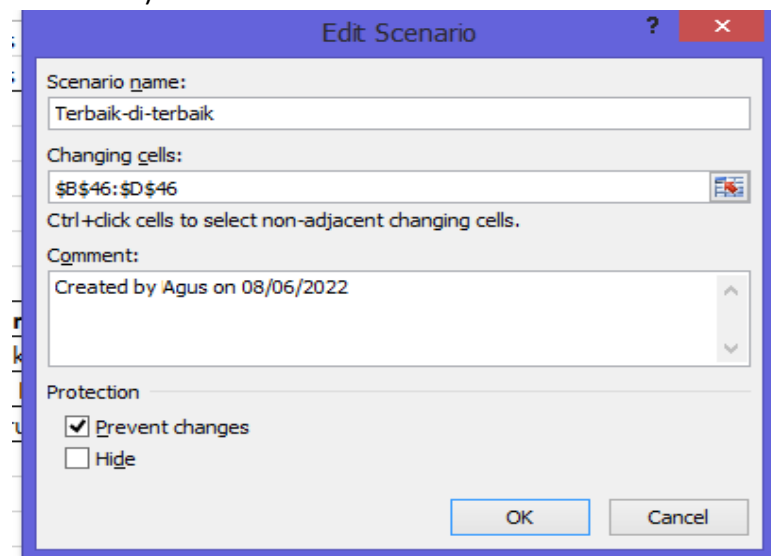 Edit Scenario ?
Scenario name:
Terbaik-di-terbaik
Changing cells:
$B$46:$D$46
Ctrl+click cells to select non-adjacent changing cells.
Comment:
Created by Agus on 08/06/2022
Protection
Prevent changes
Hide
OK Cancel